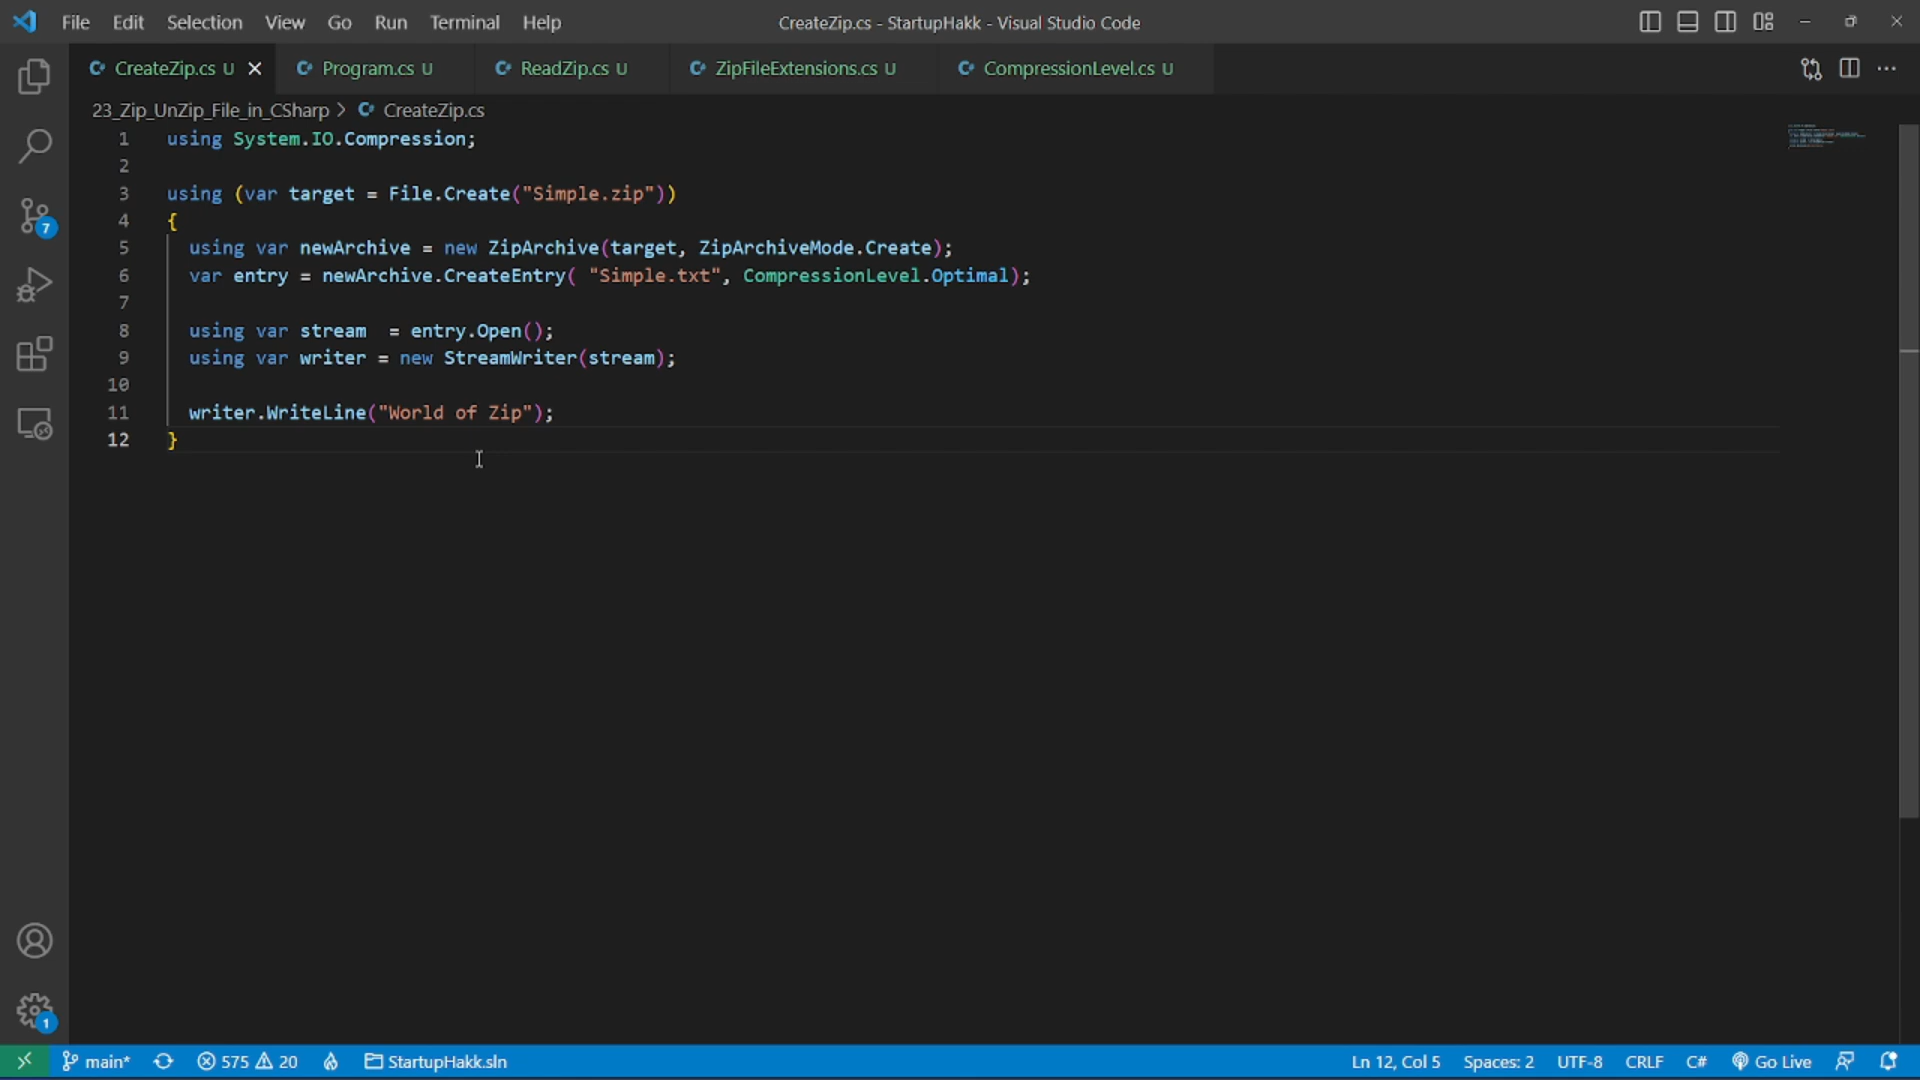 File Edit Selection View Go Run Terminal Help CreateZip.cs - StartupHakk - Visual Studio Code
CreateZip.cs U Program.cs U ReadZip.cs U ZipFileExtensions.cs U CompressionLevel.cs U
23_Zip_UnZip_File_in_CSharp > CreateZip.cs
1 using System.IO.Compression;
2
3 using (var target = File.Create("Simple.zip"))
4 {
5 using var newArchive = new ZipArchive(target, ZipArchiveMode.Create);
6 var entry = newArchive.CreateEntry( "Simple.txt", CompressionLevel.Optimal);
7
8 using var stream  = entry.Open();
9 using var writer = new StreamWriter(stream);
10
11 writer.WriteLine("World of Zip");
12 }
7
1
main* 575 20 StartupHakk.sln Ln 12, Col 5 Spaces: 2 UTF-8 CRLF C# Go Live